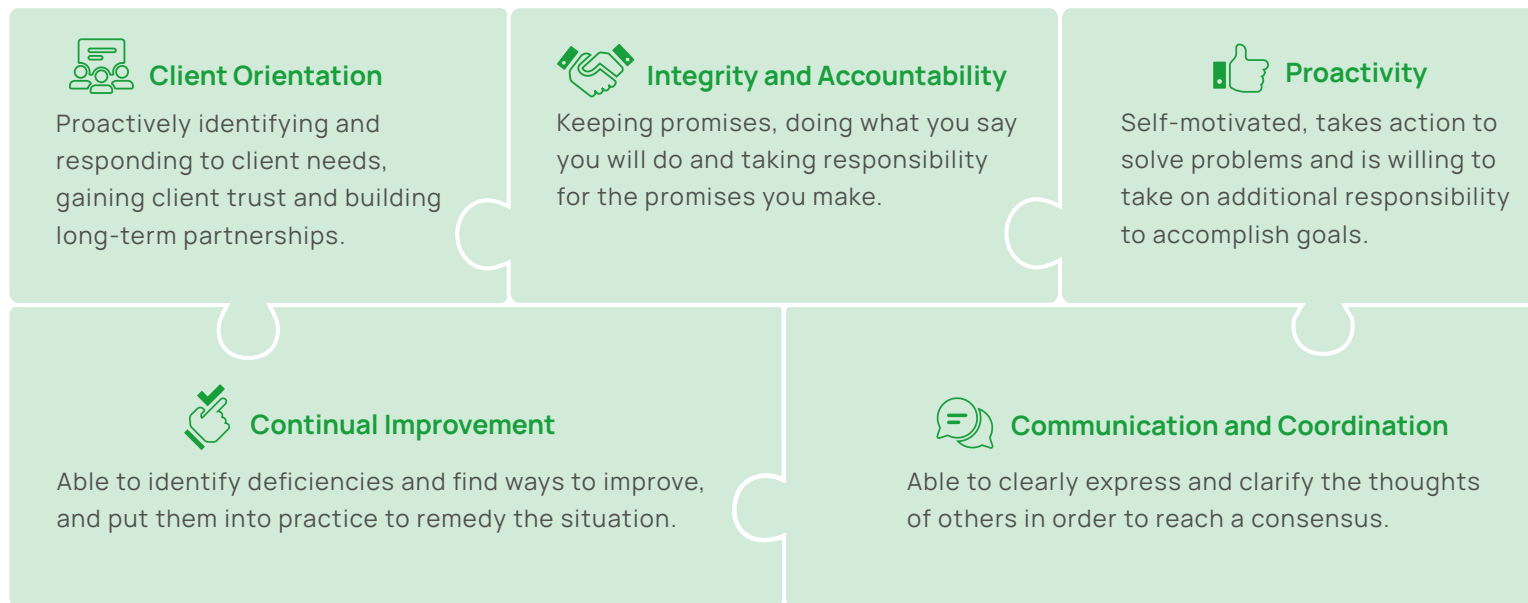 Client Orientation
Proactively identifying and
responding to client needs,
gaining client trust and building
long-term partnerships.
Integrity and Accountability
Keeping promises, doing what you say
you will do and taking responsibility
for the promises you make.
Proactivity
Self-motivated, takes action to
solve problems and is willing to
take on additional responsibility
to accomplish goals.
Continual Improvement
Able to identify deficiencies and find ways to improve,
and put them into practice to remedy the situation.
Communication and Coordination
Able to clearly express and clarify the thoughts
of others in order to reach a consensus.